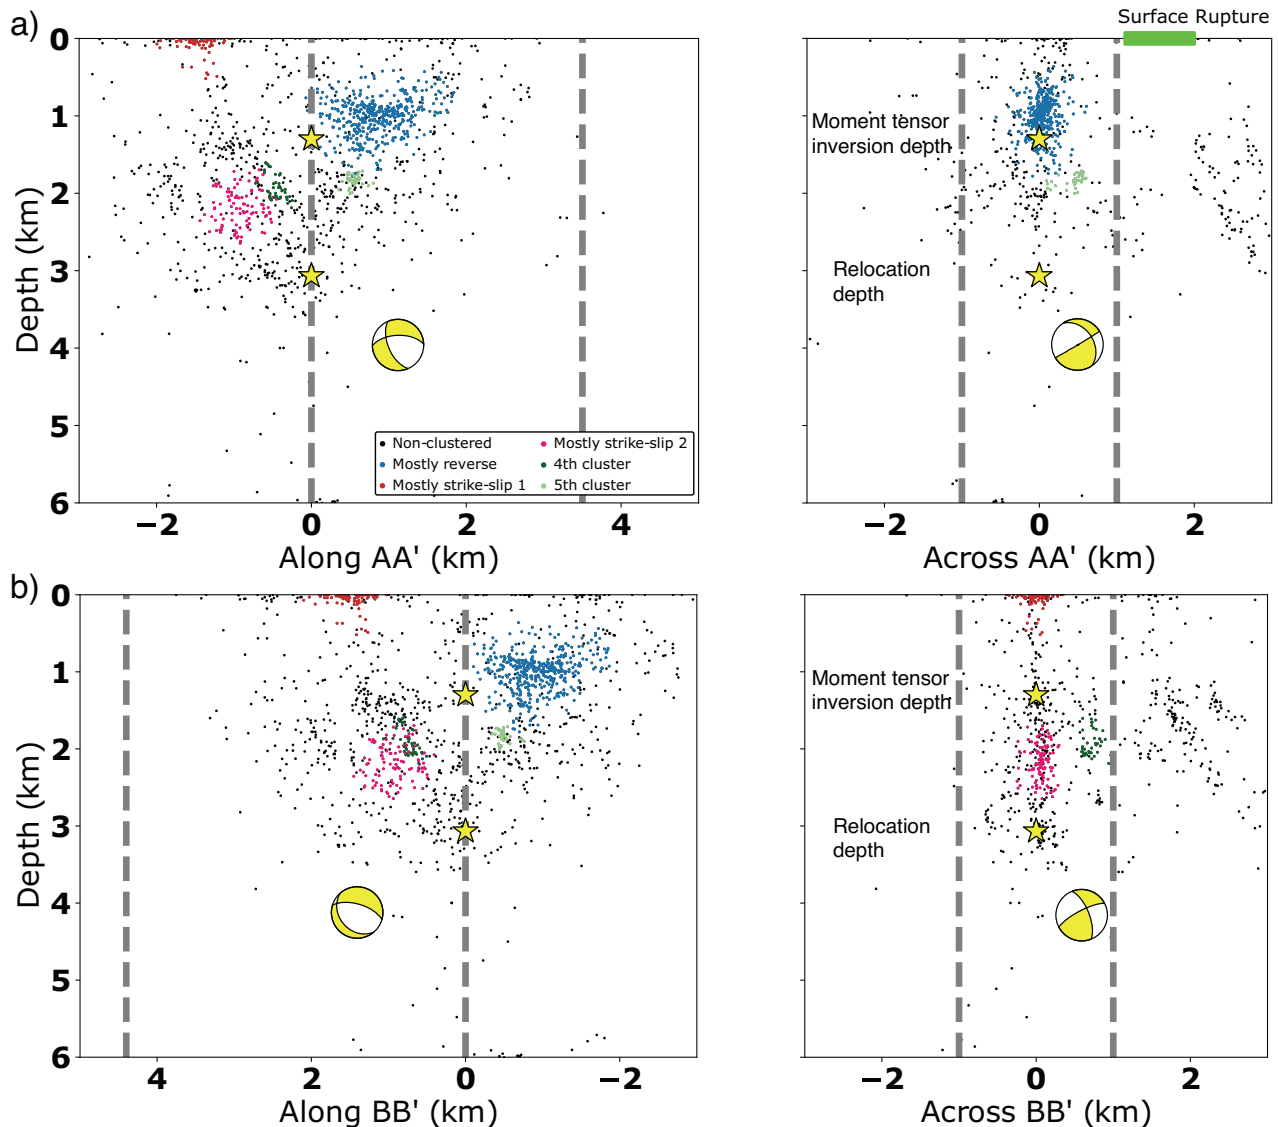 a)
Surface Rupture
0
1
2
3
4
5
6
Depth (km)
−2
0
2
4
Along AA'  (km)
Non-clustered
Mostly reverse
Mostly strike-slip 1
Mostly strike-slip 2
4th cluster
5th cluster
Moment tensor
inversion depth
Relocation
depth
−2
0
2
Across AA'  (km)
b)
0
1
2
3
4
5
6
Depth (km)
4
2
0
−2
Along BB' (km)
Moment tensor
inversion depth
Relocation
depth
−2
0
2
Across BB'  (km)